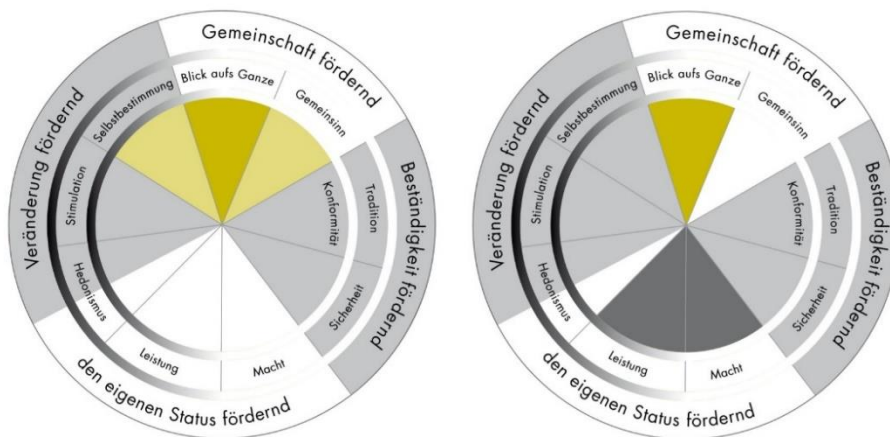 Gemeinschaft fördernd
Blick aufs Ganze
Gemeinsinn
Selbstbestimmung
Veränderung fördernd
Stimulation
Hedonismus
Konformität
Tradition
Beständigkeit fördernd
Sicherheit
Leistung
Macht
den eigenen Status fördernd
Gemeinschaft fördernd
Blick aufs Ganze
Gemeinsinn
Selbstbestimmung
Veränderung fördernd
Stimulation
Hedonismus
Konformität
Tradition
Beständigkeit fördernd
Sicherheit
Leistung
Macht
den eigenen Status fördernd